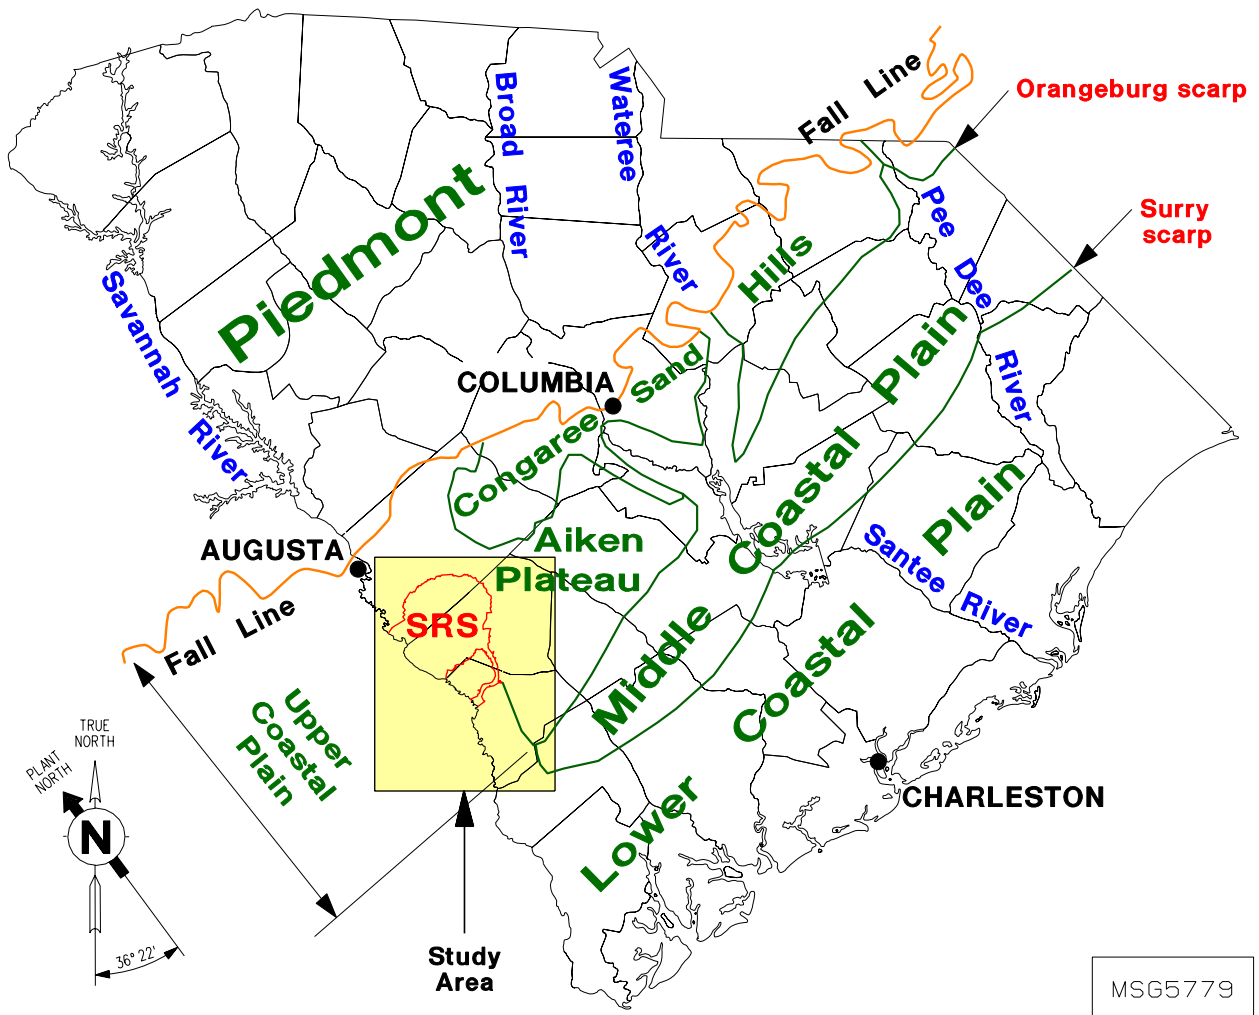 Fall Line
Orangeburg scarp
Broad River
Wateree River
Surry
scarp
Pee Dee River
Piedmont
Savannah River
Congaree Sand Hills
COLUMBIA
Middle Coastal Plain
Lower Coastal Plain
Aiken
Plateau
AUGUSTA
Santee River
SRS
Fall Line
Upper
Coastal
Plain
CHARLESTON
TRUE
NORTH
PLANT
NORTH
N
36° 22'
Study
Area
MSG5779